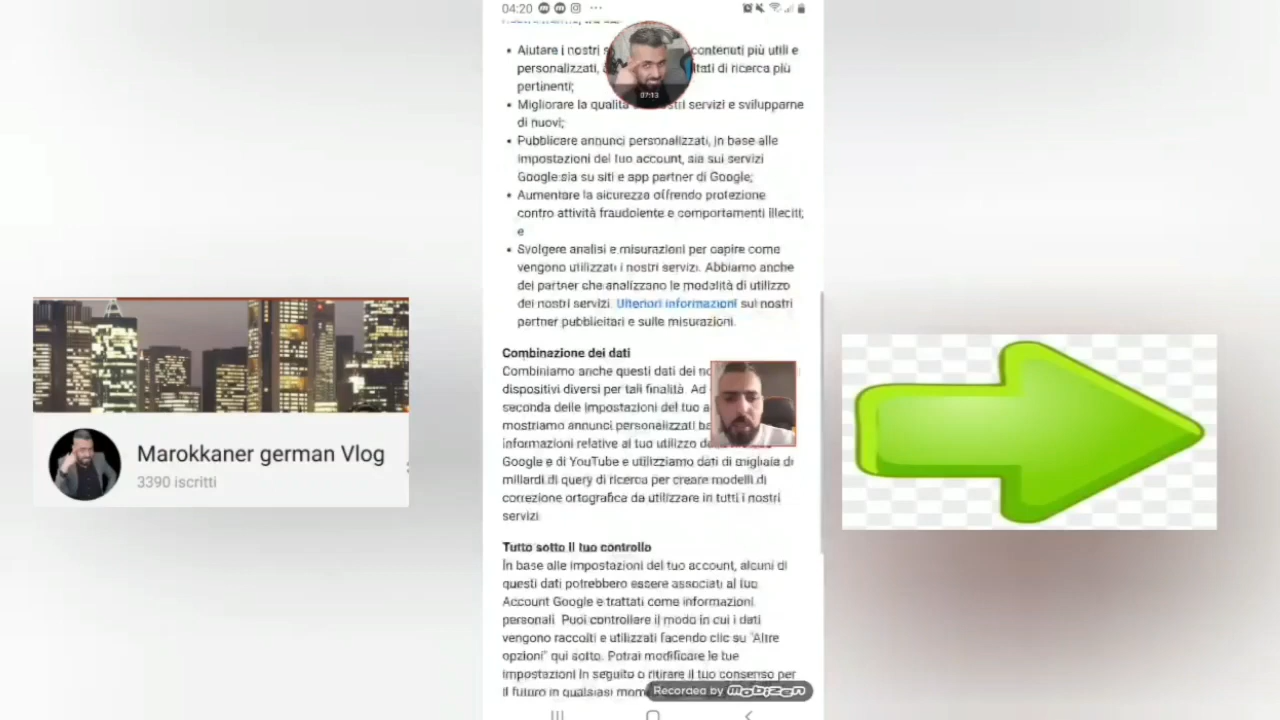 04:20
Aiutare i nostri contenuti più utili e
personalizzati, di ricerca più
pertinenti;
Migliorare la qualità servizi e svilupparne
di nuovi;
Pubblicare annunci personalizzati, in base alle
impostazioni del tuo account, sia sui servizi
Google sia su siti e app partner di Google;
Aumentare la sicurezza offrendo protezione
contro attività fraudolente e comportamenti illeciti;
e
Svolgere analisi e misurazioni per capire come
vengono utilizzati i nostri servizi. Abbiamo anche
dei partner che analizzano le modalità di utilizzo
dei nostri servizi. Ulteriori informazioni sui nostri
partner pubblicitari e sulle misurazioni.
Combinazione dei dati
Combiniamo anche questi dati dei
dispositivi diversi per tali finalità. Ad
seconda delle impostazioni del tuo
mostriamo annunci personalizzati
informazioni relative al tuo utilizzo
Google e di YouTube e utilizziamo dati di migliaia di
miliardi di query di ricerca per creare modelli di
correzione ortografica da utilizzare in tutti i nostri
servizi
Tutto sotto il tuo controllo
In base alle impostazioni del tuo account, alcuni di
questi dati potrebbero essere associati al tuo
Account Google e trattati come informazioni
personali. Puoi controllare il modo in cui i dati
vengono raccolti e utilizzati facendo clic su "Altre
opzioni" qui sotto. Potrai modificare le tue
impostazioni in seguito o ritirare il tuo consenso per
il futuro in qualsiasi
07:13
Recorded by mobizen
Marokkaner german Vlog
3390 iscritti